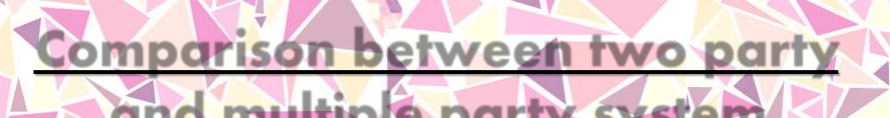 Comparison between two party
and multiple party system